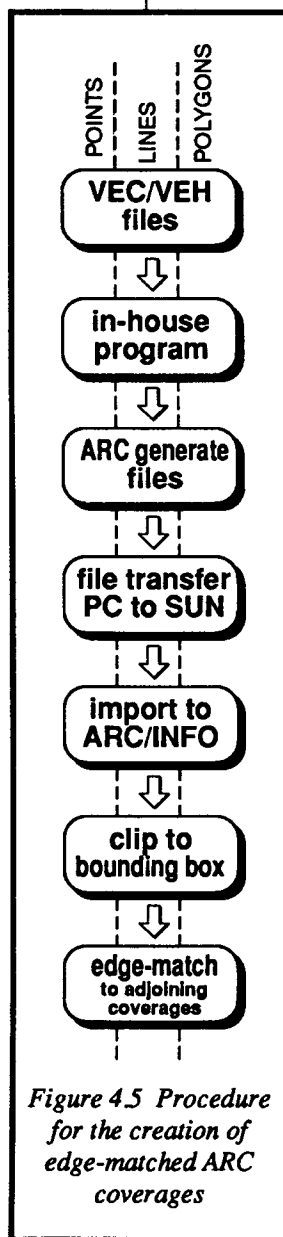 POINTS
LINES
POLYGONS
VEC/VEH
files
in-house
program
ARC generate
files
file transfer
PC to SUN
import to
ARC/INFO
clip to
bounding box
edge-match
to adjoining
coverages
Figure 4.5 Procedure
for the creation of
edge-matched ARC
coverages